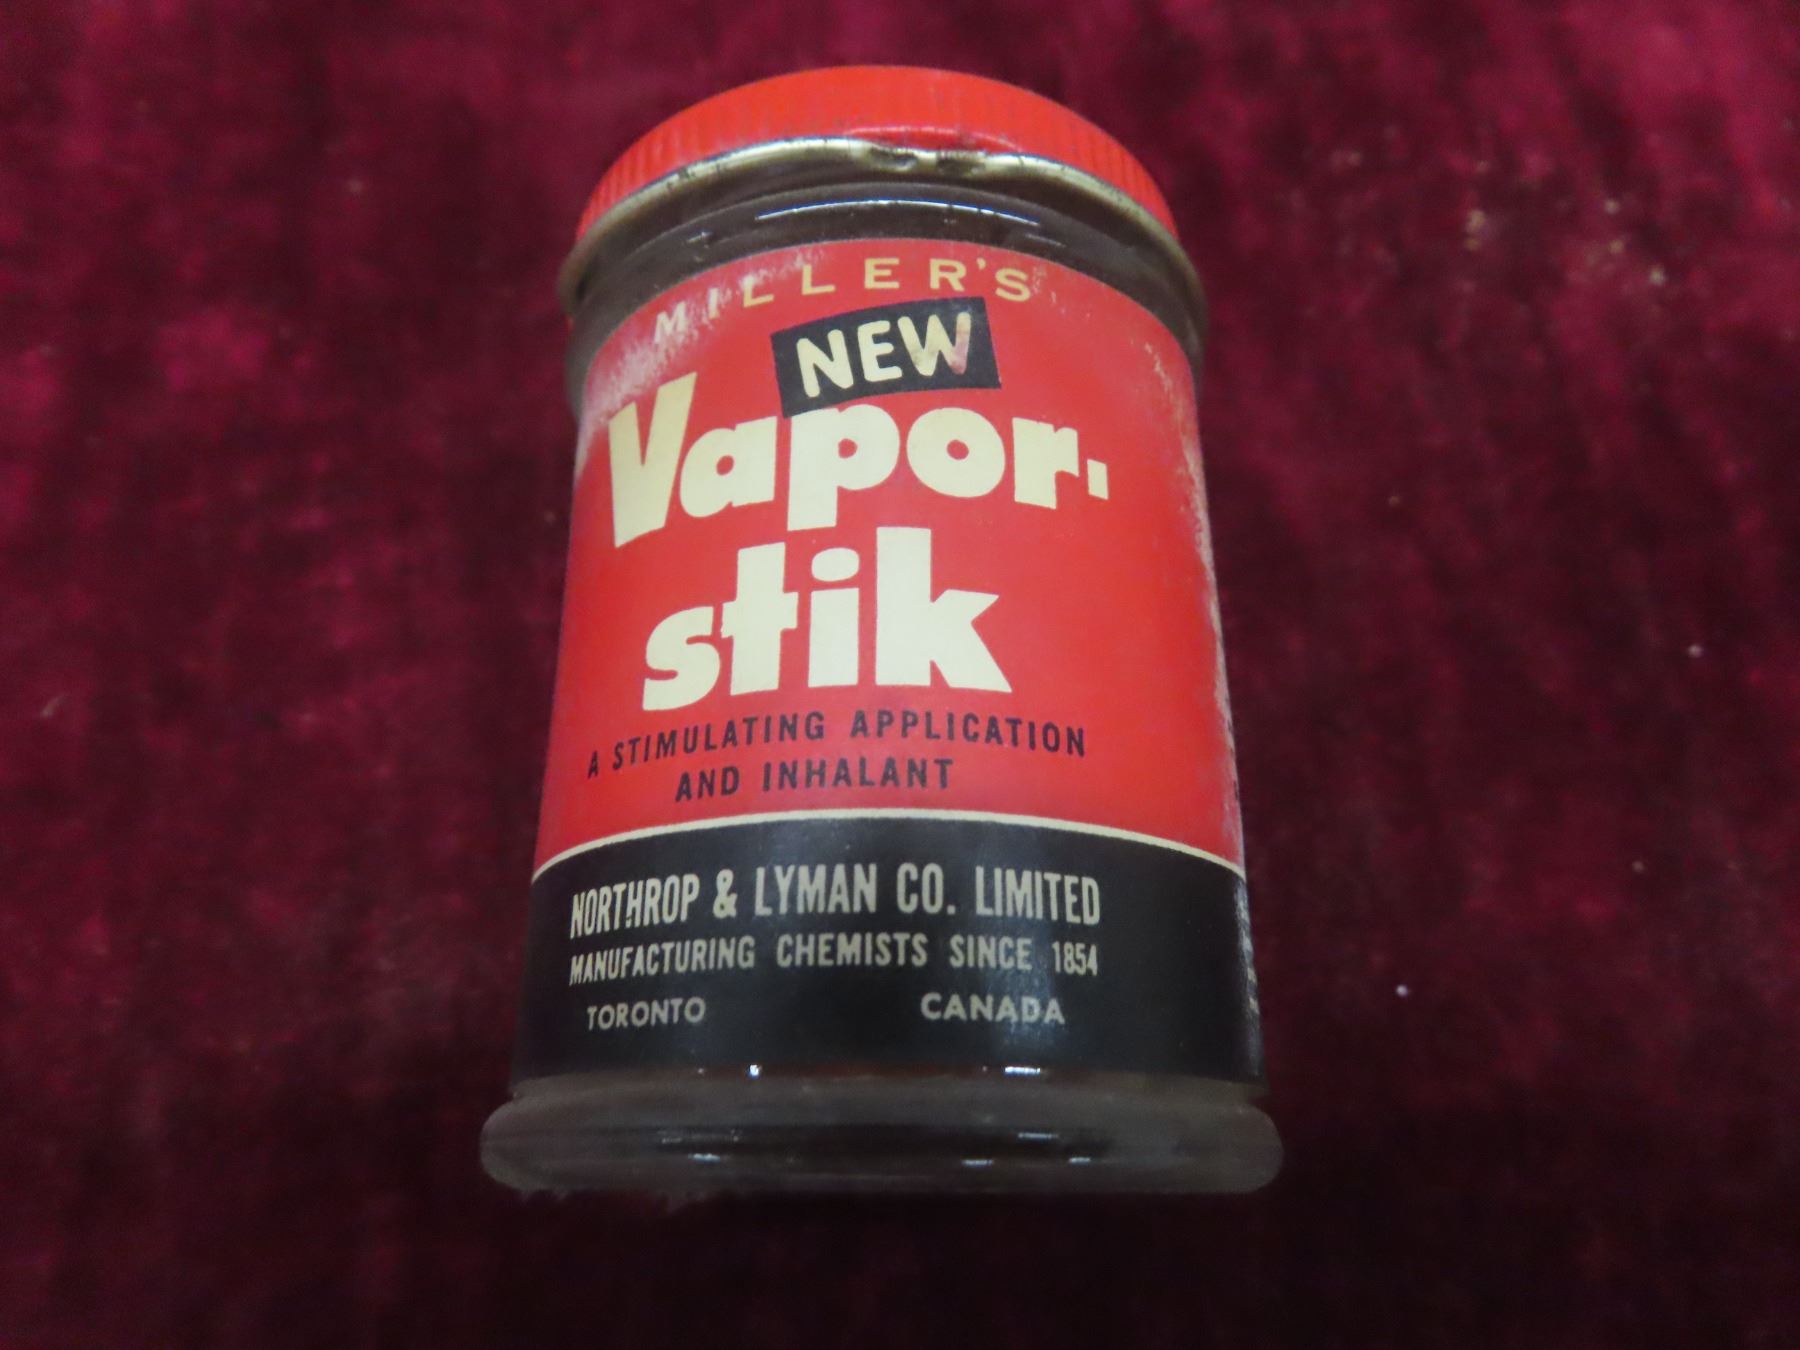 MILLER'S
NEW
Vapor-
stik
A STIMULATING APPLICATION
AND INHALANT
NORTHROP & LYMAN CO. LIMITED
MANUFACTURING CHEMISTS SINCE 1854
TORONTO CANADA